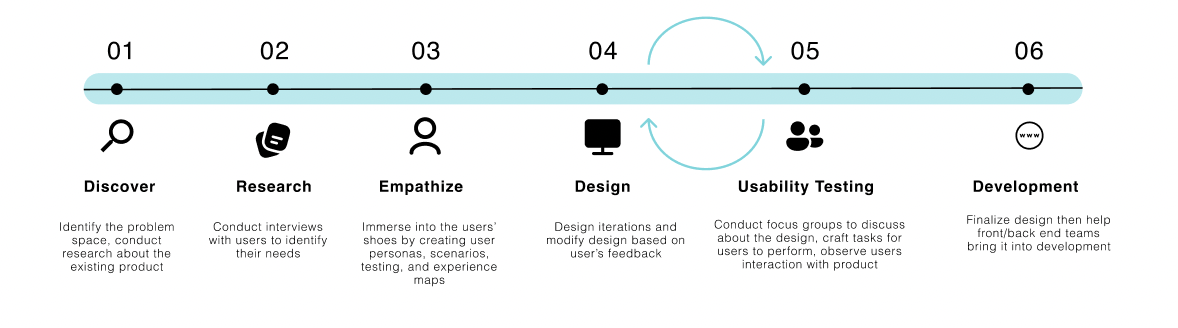 01
02
03
04
05
06
www
Discover
Research
Empathize
Design
Usability Testing
Development
Identify the problem
space, conduct
research about the
existing product
Conduct interviews
with users to identify
their needs
Immerse into the users’
shoes by creating user
personas, scenarios,
testing, and experience
maps
Design iterations and
modify design based on
user’s feedback
Conduct focus groups to discuss
about the design, craft tasks for
users to perform, observe users
interaction with product
Finalize design then help
front/back end teams
bring it into development